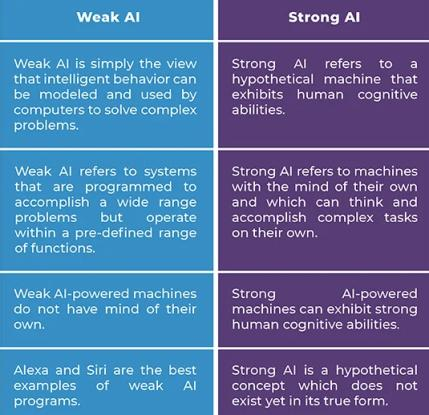 Weak AI
Strong AI
Weak AI is simply the view
that intelligent behavior can
be modeled and used by
computers to solve complex
problems.
Strong AI refers to a
hypothetical machine that
exhibits human cognitive
abilities.
Weak AI refers to systems
that are programmed to
accomplish a wide range
problems but operate
within a pre-defined range
of functions.
Strong AI refers to machines
with the mind of their own
and which can think and
accomplish complex tasks
on their own.
Weak AI-powered machines
do not have mind of their
own.
Strong AI-powered
machines can exhibit strong
human cognitive abilities.
Alexa and Siri are the best
examples of weak AI
programs.
Strong AI is a hypothetical
concept which does not
exist yet in its true form.